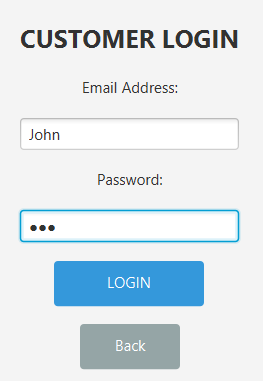 CUSTOMER LOGIN
Email Address:
John
Password:
●●●
LOGIN
Back